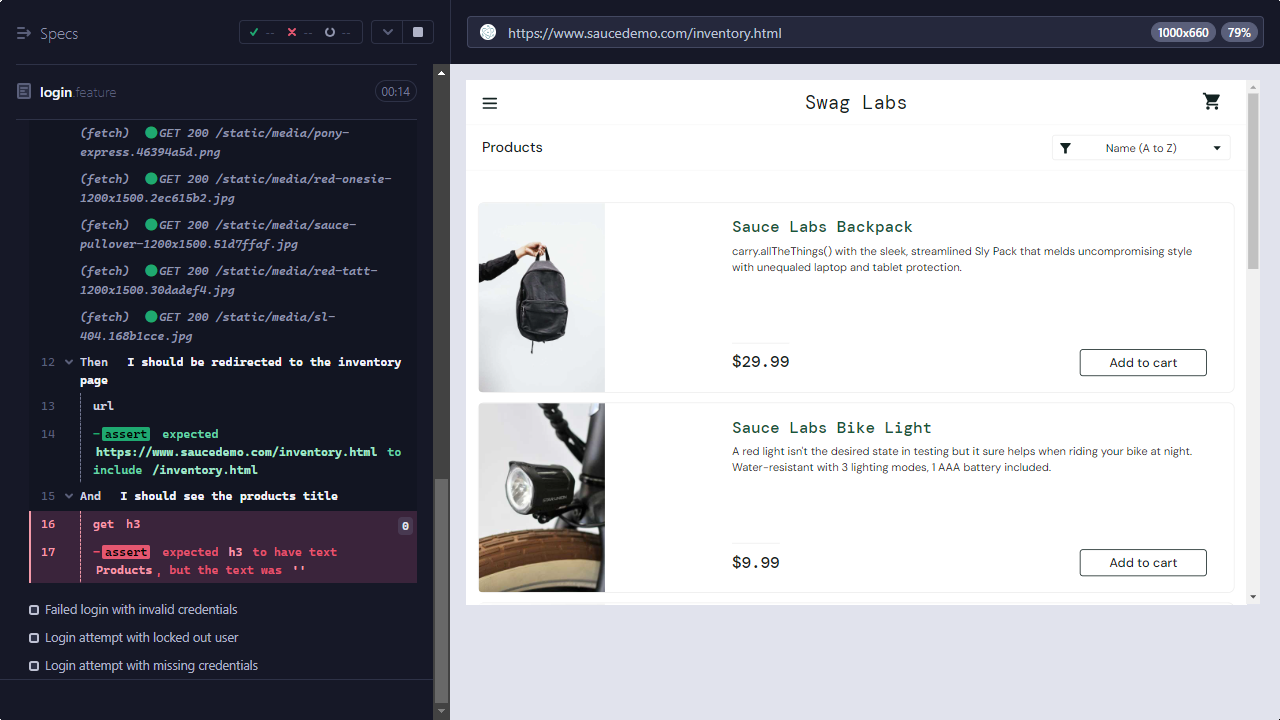 Specs
-- -- --
login.feature 00:14
(fetch) GET 200 /static/media/pony-
express.46394a5d.png
(fetch) GET 200 /static/media/red-onesie-
1200x1500.2ec615b2.jpg
(fetch) GET 200 /static/media/sauce-
pullover-1200x1500.51d7ffaf.jpg
(fetch) GET 200 /static/media/red-tatt-
1200x1500.30dadef4.jpg
(fetch) GET 200 /static/media/sl-
404.168b1cce.jpg
12 Then I should be redirected to the inventory
page
13 url
14 -assert expected
https://www.saucedemo.com/inventory.html to
include /inventory.html
15 And I should see the products title
16 get h3 0
17 -assert expected h3 to have text
Products, but the text was ''
Failed login with invalid credentials
Login attempt with locked out user
Login attempt with missing credentials
https://www.saucedemo.com/inventory.html 1000x660 79%
Swag Labs
Products Name (A to Z)
Sauce Labs Backpack
carry.allTheThings() with the sleek, streamlined Sly Pack that melds uncompromising style
with unequaled laptop and tablet protection.
$29.99 Add to cart
Sauce Labs Bike Light
A red light isn't the desired state in testing but it sure helps when riding your bike at night.
Water-resistant with 3 lighting modes, 1 AAA battery included.
$9.99 Add to cart